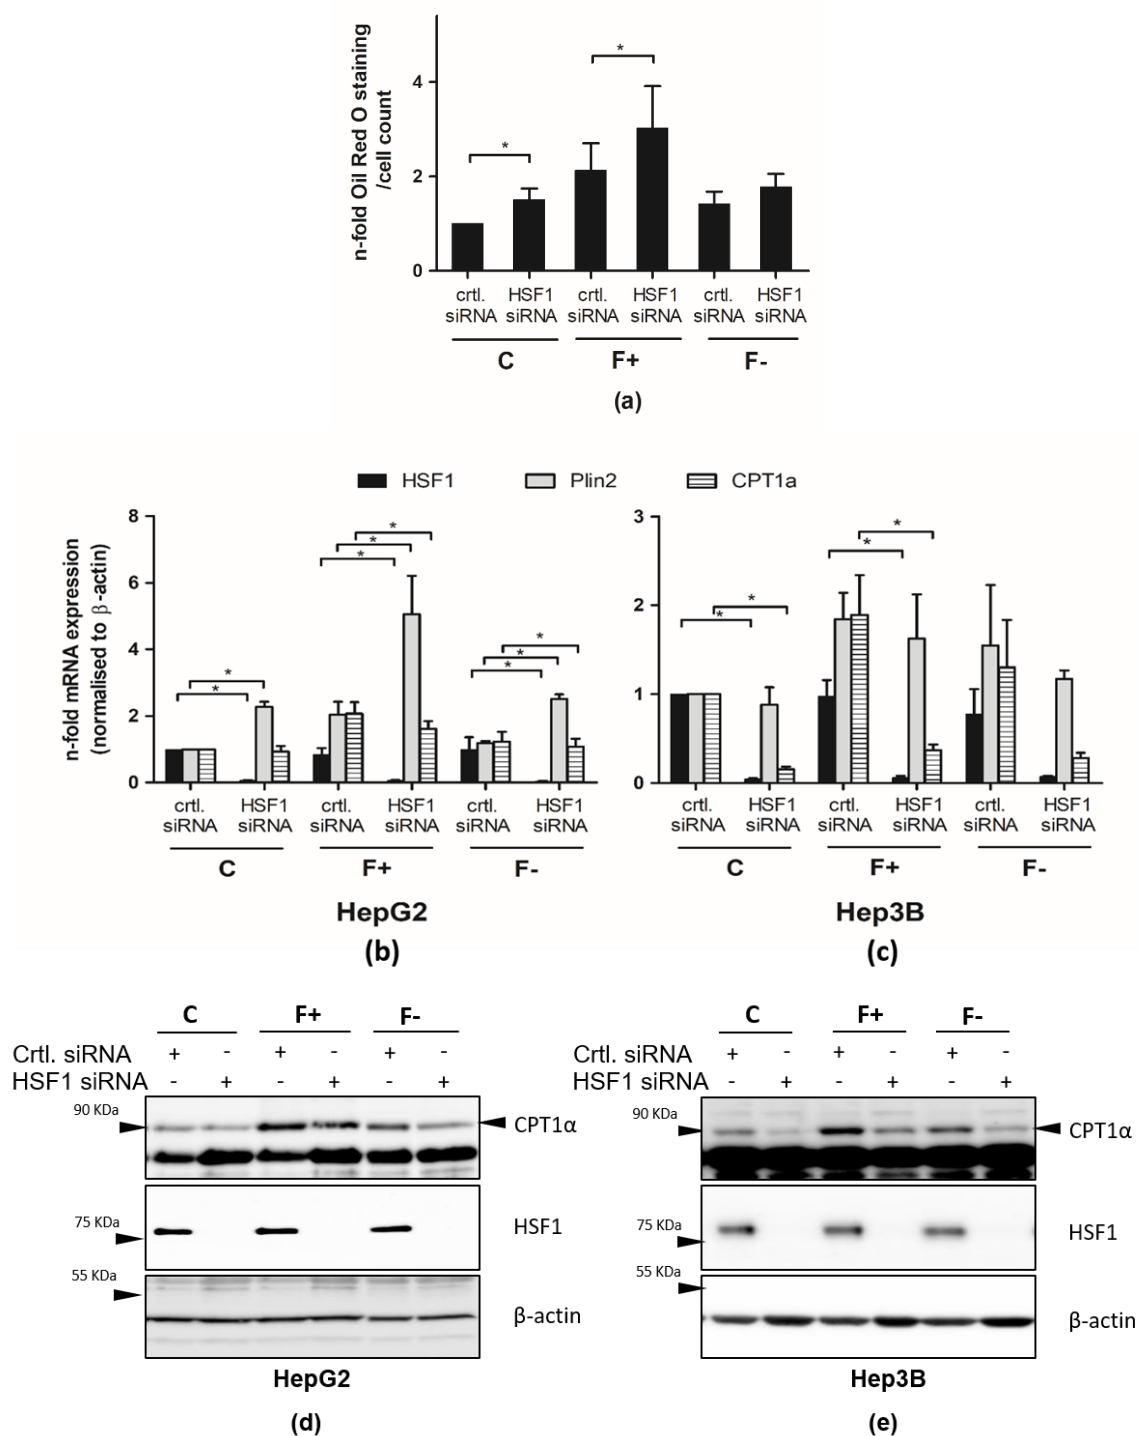 n-fold Oil Red O staining
/cell count
4
2
0
*
*
crtl. HSF1 crtl. HSF1 crtl. HSF1
siRNA siRNA siRNA siRNA siRNA siRNA
C F+ F-
(a)
HSF1 Plin2 CPT1a
n-fold mRNA expression
(normalised to β-actin)
8
6
4
2
0
*
*
*
*
*
*
*
*
crtl. HSF1 crtl. HSF1 crtl. HSF1
siRNA siRNA siRNA siRNA siRNA siRNA
C F+ F-
HepG2
(b)
3
2
1
0
*
*
*
*
crtl. HSF1 crtl. HSF1 crtl. HSF1
siRNA siRNA siRNA siRNA siRNA siRNA
C F+ F-
Hep3B
(c)
C F+ F-
Crtl. siRNA + - + - + -
HSF1 siRNA - + - + - +
90 KDa
CPT1α
75 KDa
HSF1
55 KDa
β-actin
HepG2
(d)
C F+ F-
Crtl. siRNA + - + - + -
HSF1 siRNA - + - + - +
90 KDa
CPT1α
75 KDa
HSF1
55 KDa
β-actin
Hep3B
(e)